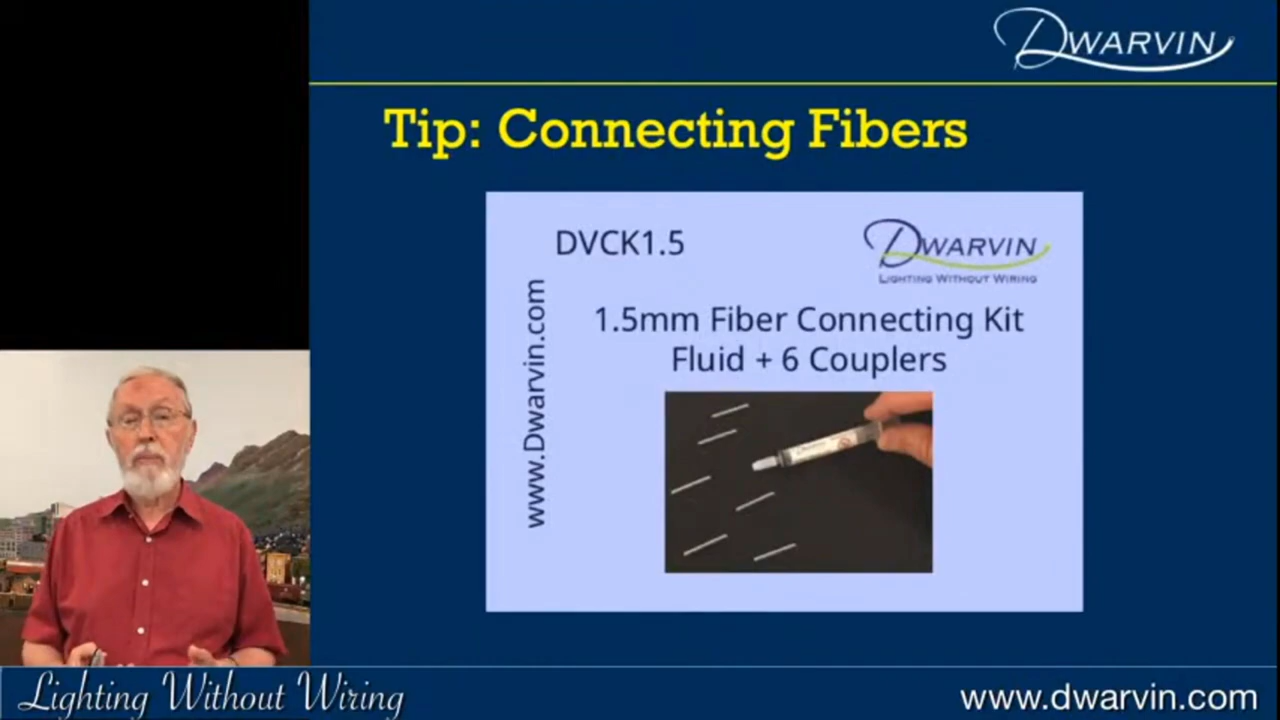 DWARVIN
Tip: Connecting Fibers
DVCK1.5
DWARVIN
LIGHTING WITHOUT WIRING
www.Dwarvin.com
1.5mm Fiber Connecting Kit
Fluid + 6 Couplers
Lighting Without Wiring
www.dwarvin.com